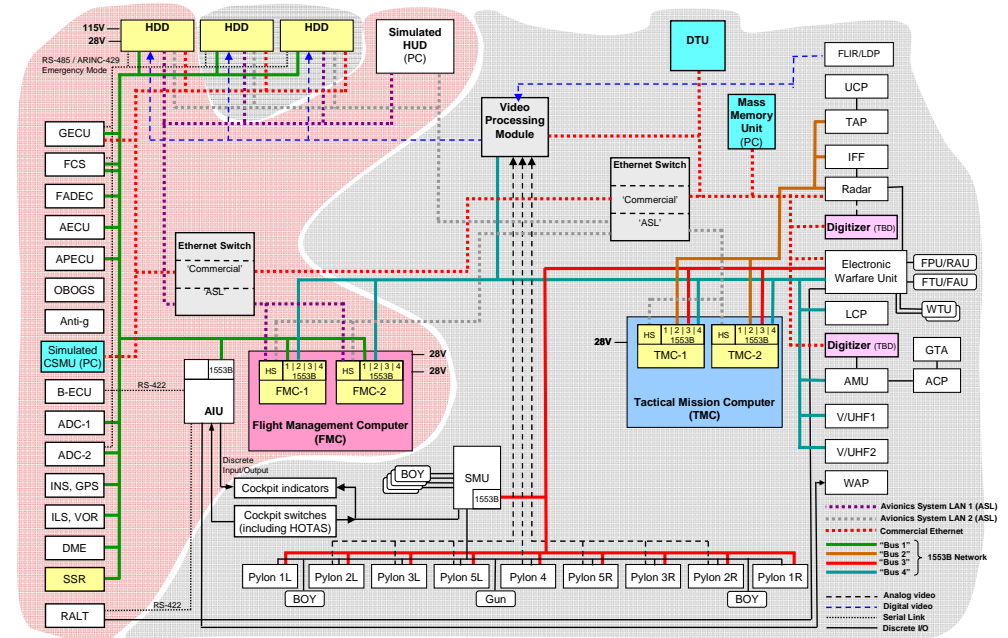 115V
28V
HDD
HDD
HDD
Simulated
HUD
(PC)
RS-485 / ARINC-429
Emergency Mode
DTU
FLIR/LDP
UCP
TAP
IFF
Radar
Digitizer (TBD)
Electronic
Warfare Unit
FPU/RAU
FTU/FAU
WTU
LCP
Digitizer (TBD)
GTA
AMU
ACP
V/UHF1
V/UHF2
WAP
Video
Processing
Module
Mass
Memory
Unit
(PC)
Ethernet Switch
'Commercial'
'ASL'
GECU
FCS
FADEC
AECU
APECU
OBOGS
Anti-g
Simulated
CSMU (PC)
B-ECU
ADC-1
ADC-2
INS, GPS
ILS, VOR
DME
SSR
RALT
Ethernet Switch
'Commercial'
'ASL'
RS-422
RS-422
1553B
AIU
Discrete
Input/Output
HS
1 | 2 | 3 | 4
1553B
FMC-1
HS
1 | 2 | 3 | 4
1553B
FMC-2
Flight Management Computer
(FMC)
28V
28V
28V
HS
1 | 2 | 3 | 4
1553B
TMC-1
HS
1 | 2 | 3 | 4
1553B
TMC-2
Tactical Mission Computer
(TMC)
Cockpit indicators
Cockpit switches
(including HOTAS)
BOY
SMU
1553B
Pylon 1L
Pylon 2L
Pylon 3L
Pylon 5L
Pylon 4
Pylon 5R
Pylon 3R
Pylon 2R
Pylon 1R
BOY
Gun
BOY
Avionics System LAN 1 (ASL)
Avionics System LAN 2 (ASL)
Commercial Ethernet
"Bus 1"
"Bus 2"
"Bus 3"
"Bus 4"
1553B Network
Analog video
Digital video
Serial Link
Discrete I/O